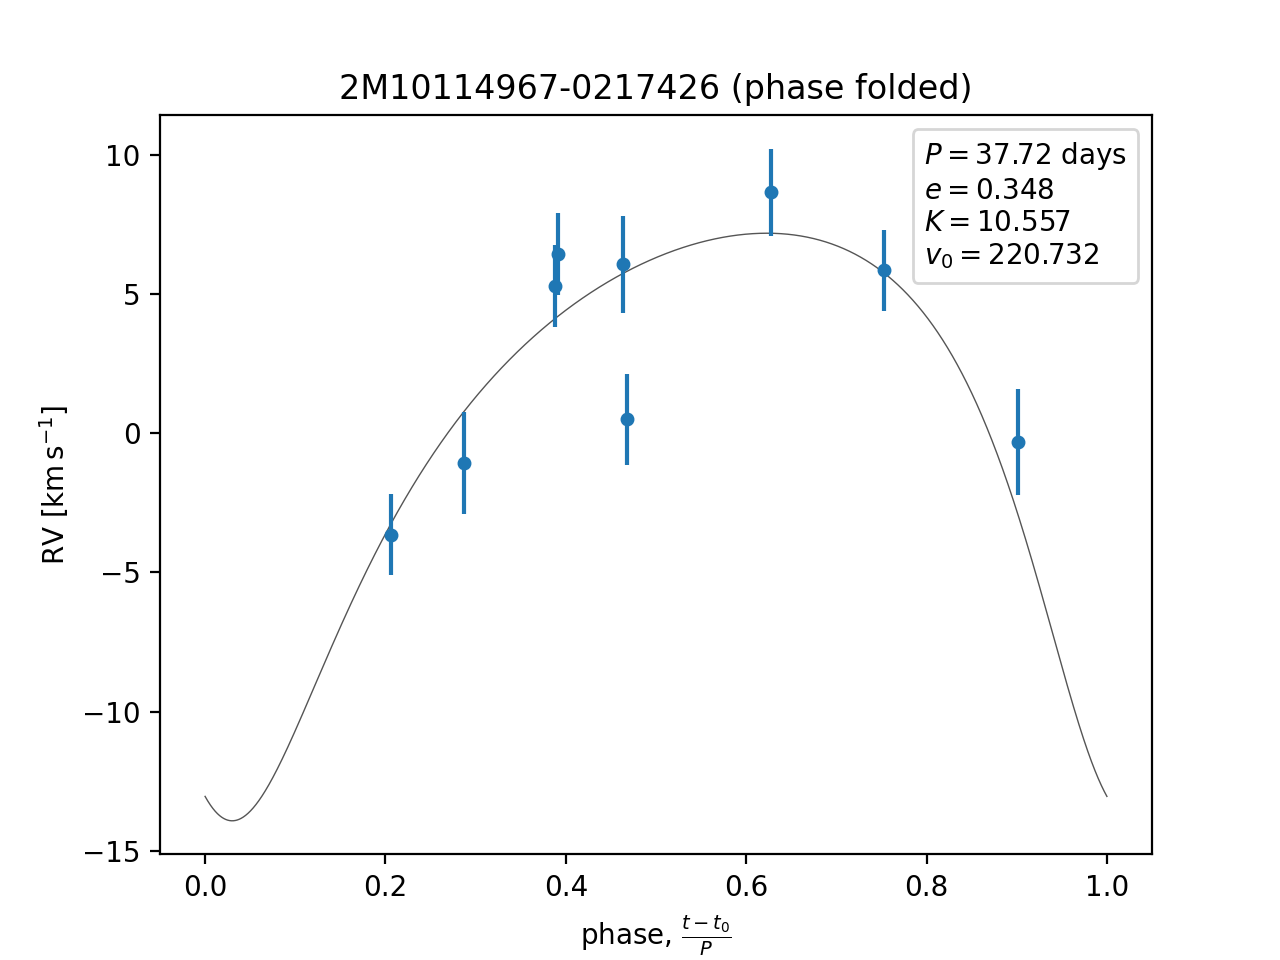 2M10114967-0217426 (phase folded)
P = 37.72 days
e = 0.348
K = 10.557
v₀ = 220.732
RV [km s⁻¹]
10
5
0
−5
−10
−15
0.0 0.2 0.4 0.6 0.8 1.0
phase, (t − t₀)/P